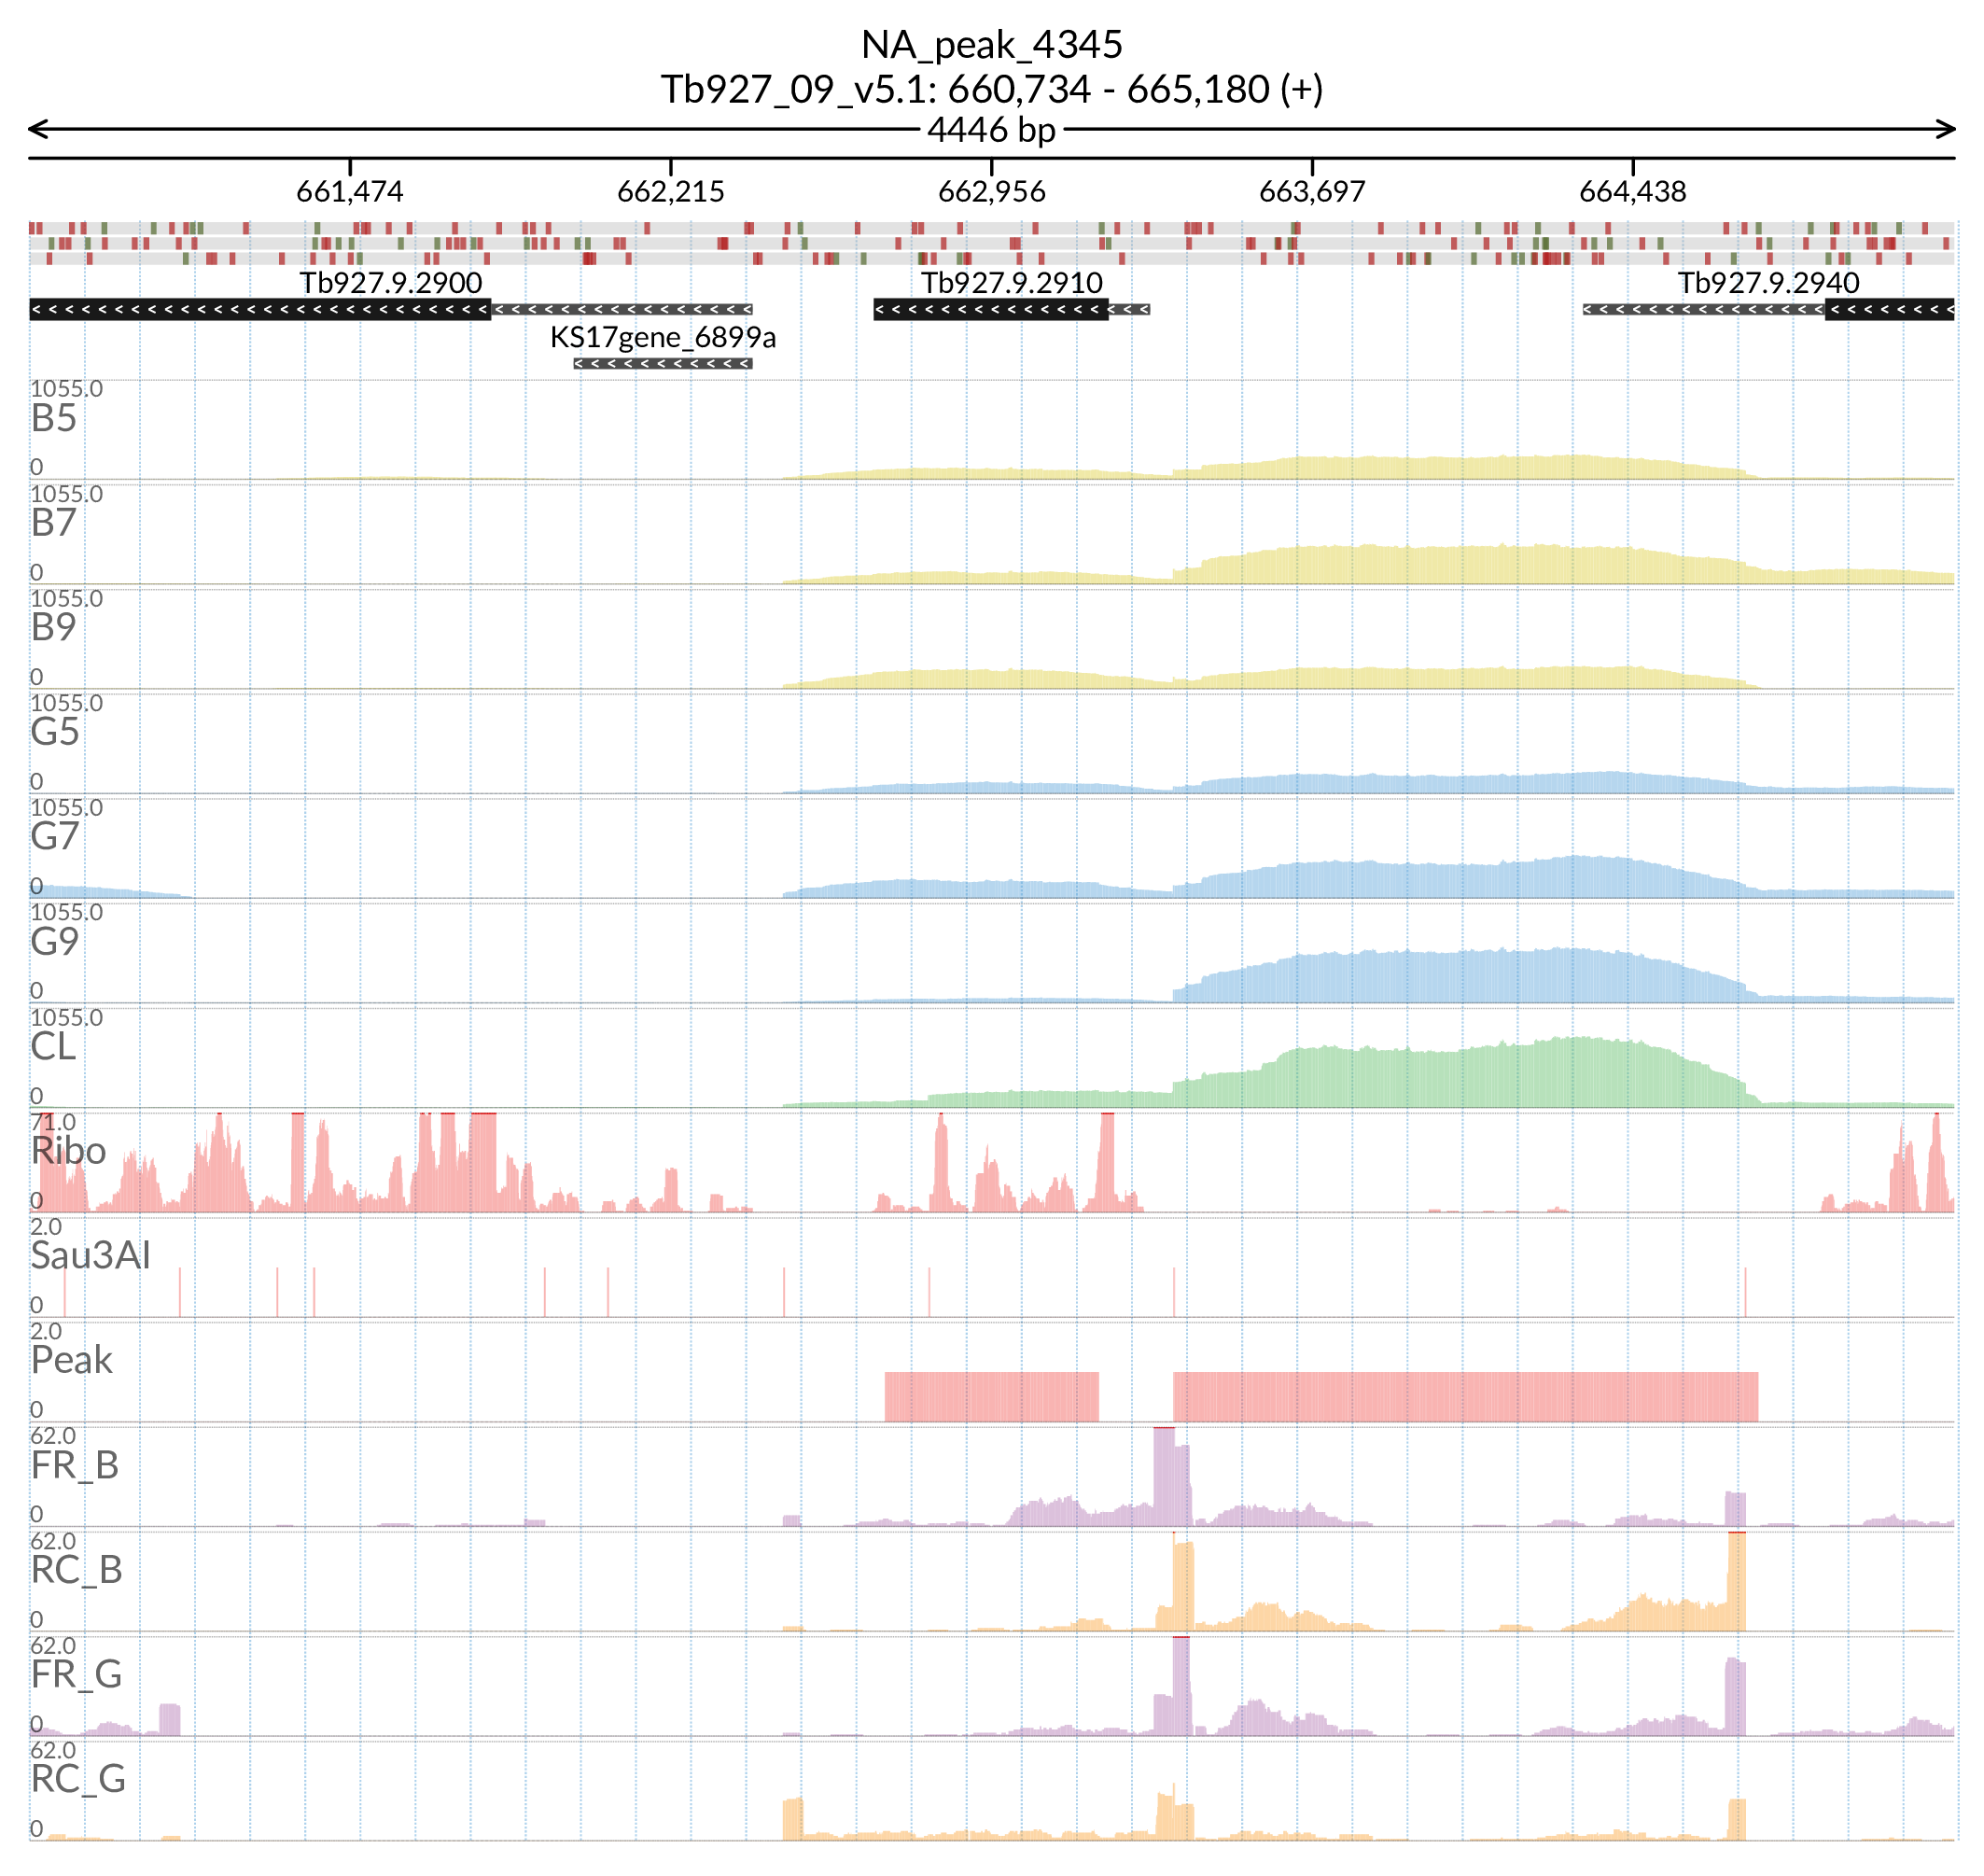 NA_peak_4345
Tb927_09_v5.1: 660,734 - 665,180 (+)
4446 bp
661,474 662,215 662,956 663,697 664,438
Tb927.9.2900 Tb927.9.2910 Tb927.9.2940
KS17gene_6899a
1055.0
B5
0
1055.0
B7
0
1055.0
B9
0
1055.0
G5
0
1055.0
G7
0
1055.0
G9
0
1055.0
CL
0
71.0
Ribo
0
2.0
Sau3AI
0
2.0
Peak
0
62.0
FR_B
0
62.0
RC_B
0
62.0
FR_G
0
62.0
RC_G
0